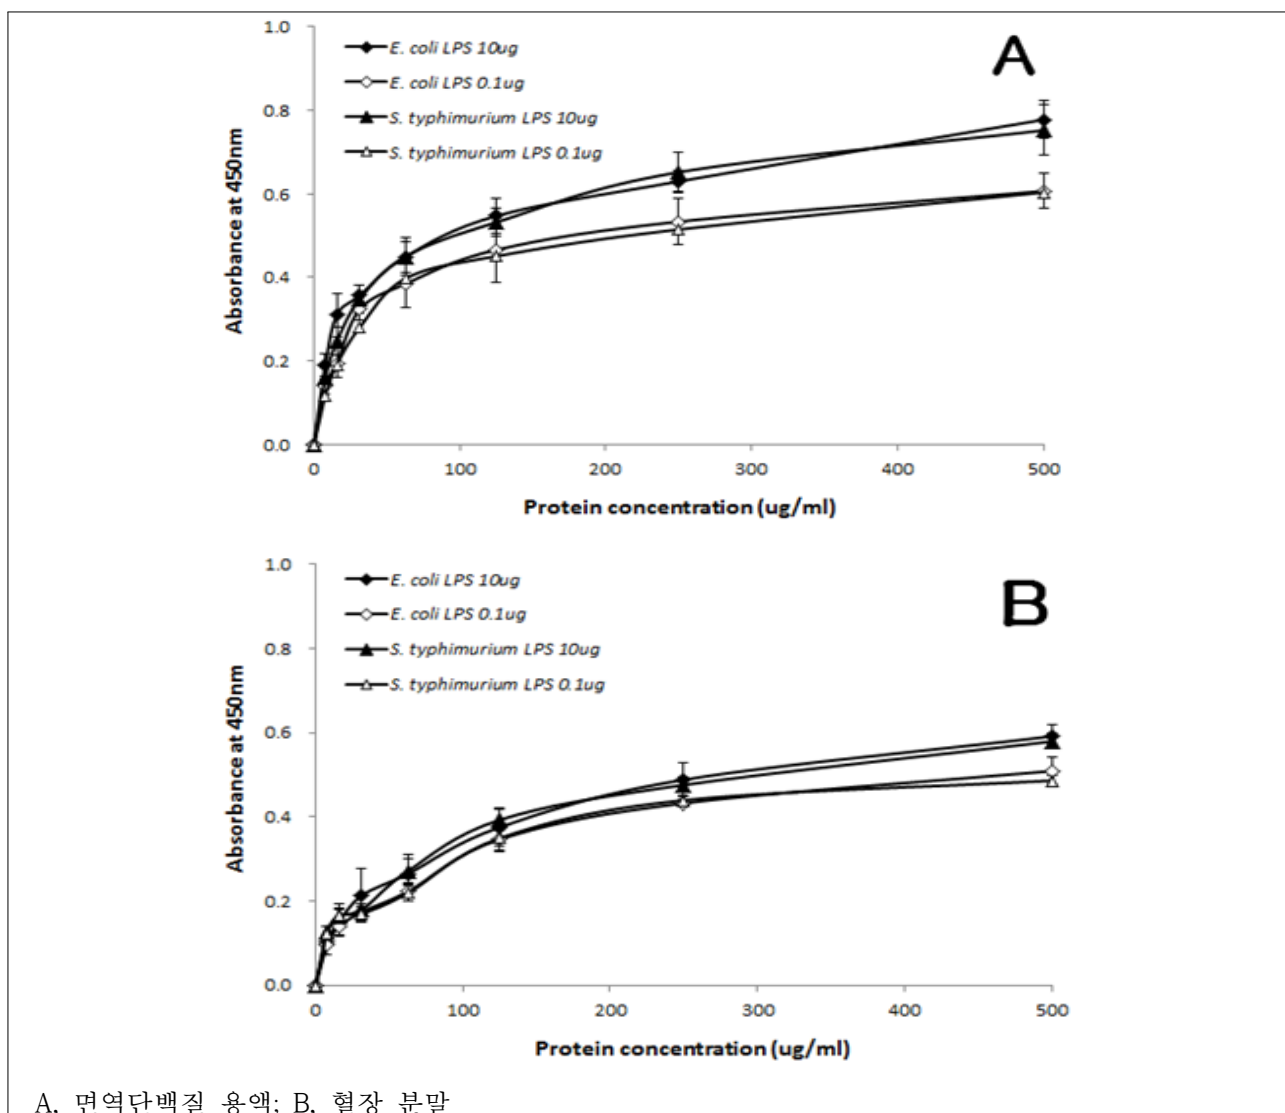 A
E. coli LPS 10ug
E. coli LPS 0.1ug
S. typhimurium LPS 10ug
S. typhimurium LPS 0.1ug
1.0
0.8
0.6
0.4
0.2
0.0
Absorbance at 450nm
0 100 200 300 400 500
Protein concentration (ug/ml)
B
E. coli LPS 10ug
E. coli LPS 0.1ug
S. typhimurium LPS 10ug
S. typhimurium LPS 0.1ug
1.0
0.8
0.6
0.4
0.2
0.0
Absorbance at 450nm
0 100 200 300 400 500
Protein concentration (ug/ml)
A, 면역단백질 용액; B, 혈장 분말